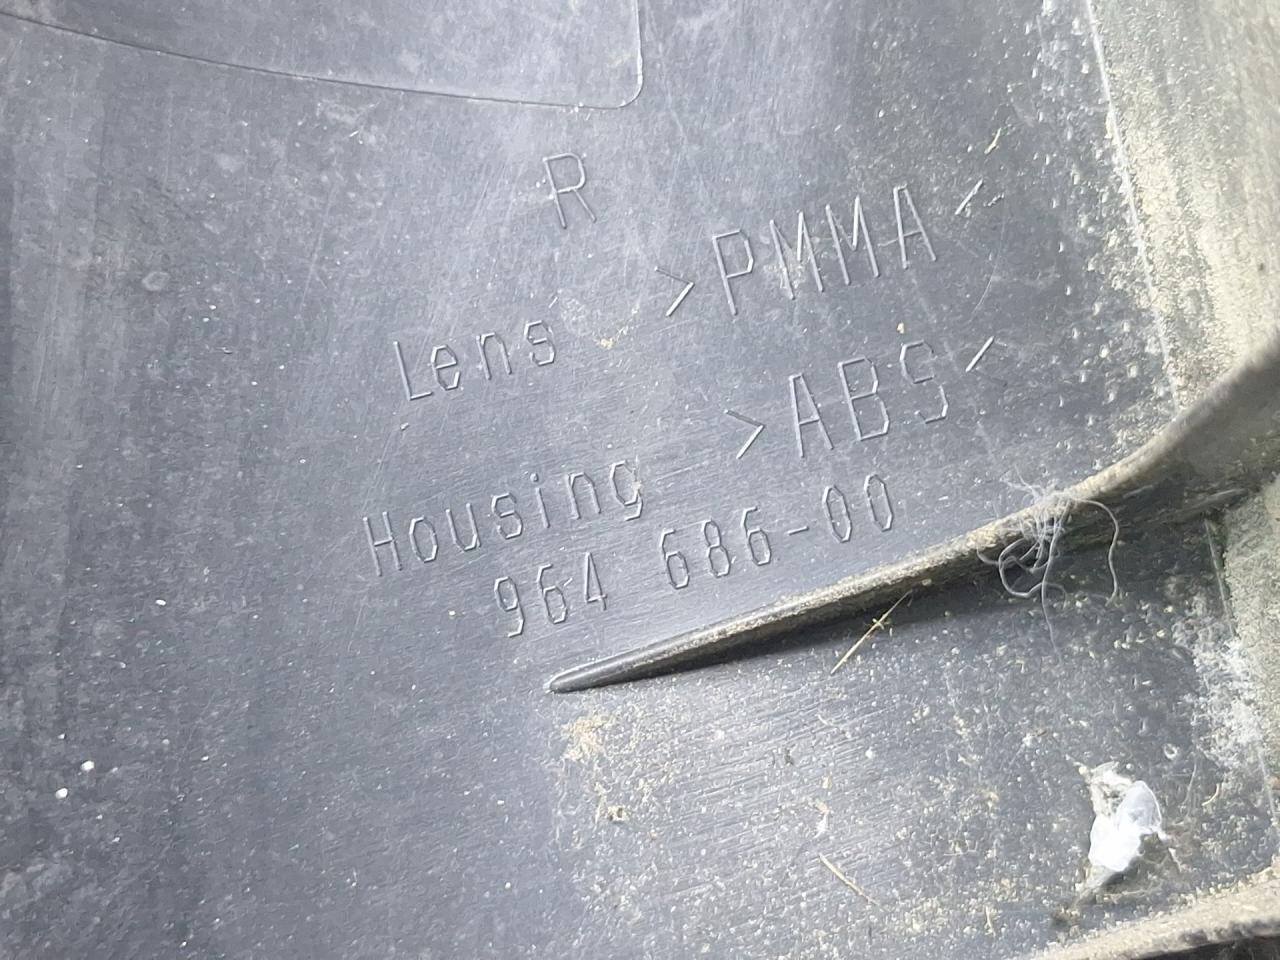 R
Lens >PMMA<
Housing >ABS<
964 686-00